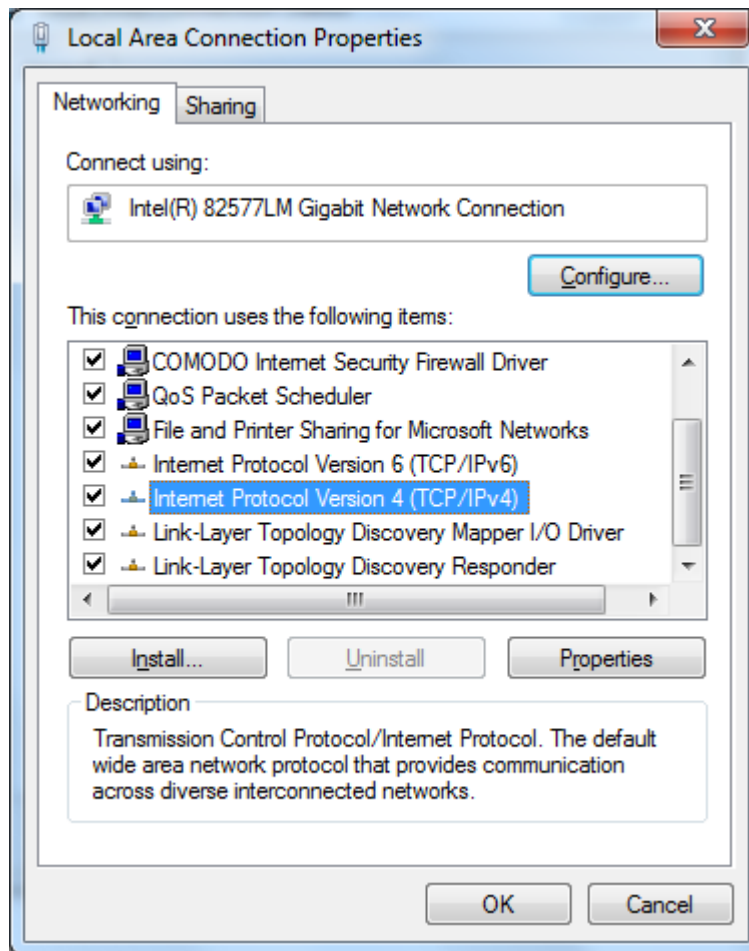 Local Area Connection Properties
Networking
Sharing
Connect using:
Intel(R) 82577LM Gigabit Network Connection
Configure...
This connection uses the following items:
COMODO Internet Security Firewall Driver
QoS Packet Scheduler
File and Printer Sharing for Microsoft Networks
Internet Protocol Version 6 (TCP/IPv6)
Internet Protocol Version 4 (TCP/IPv4)
Link-Layer Topology Discovery Mapper I/O Driver
Link-Layer Topology Discovery Responder
Install...
Uninstall
Properties
Description
Transmission Control Protocol/Internet Protocol. The default
wide area network protocol that provides communication
across diverse interconnected networks.
OK
Cancel